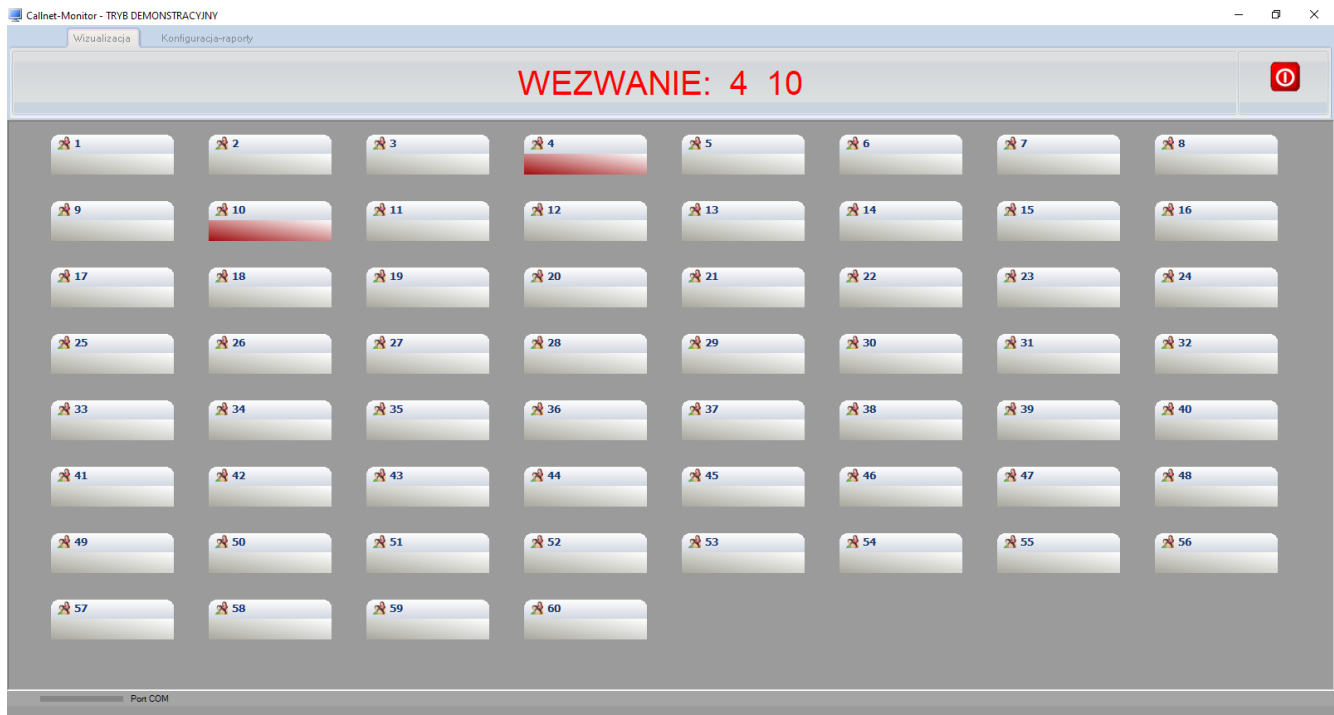 Callnet-Monitor - TRYB DEMONSTRACYJNY
Wizualizacja Konfiguracja-raporty
WEZWANIE: 4 10
1 2 3 4 5 6 7 8
9 10 11 12 13 14 15 16
17 18 19 20 21 22 23 24
25 26 27 28 29 30 31 32
33 34 35 36 37 38 39 40
41 42 43 44 45 46 47 48
49 50 51 52 53 54 55 56
57 58 59 60
Port COM